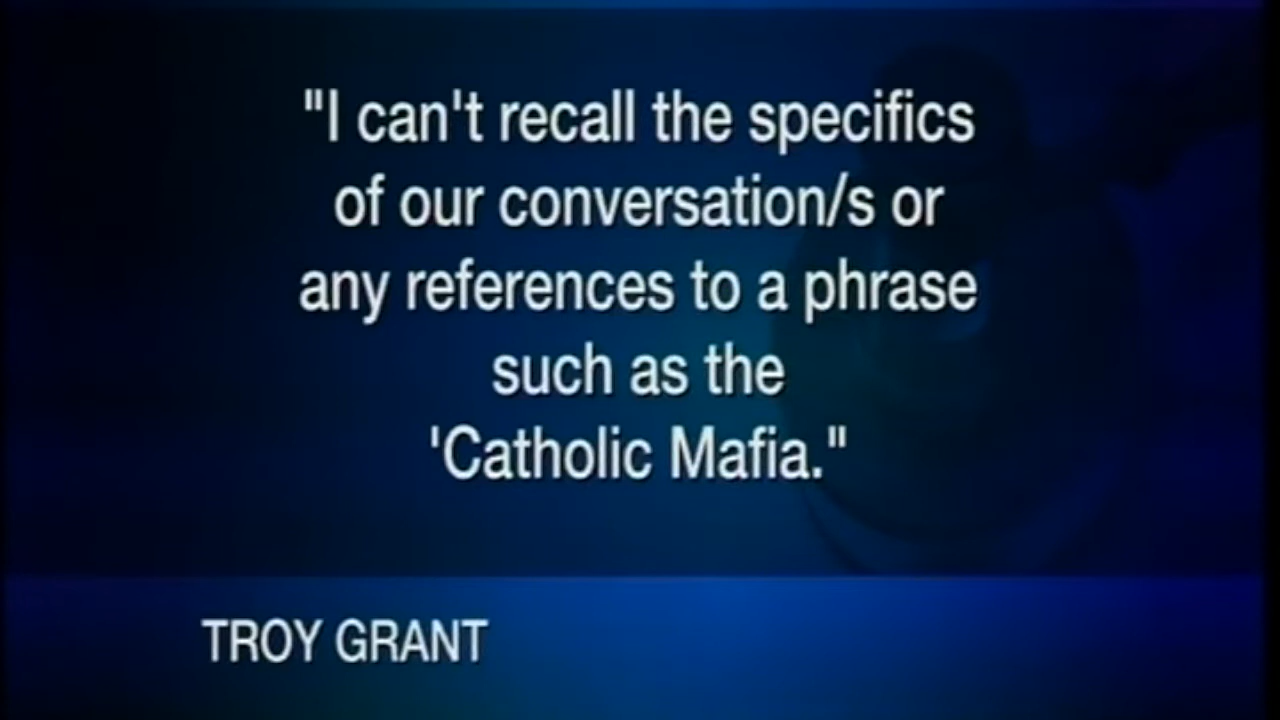 "I can't recall the specifics
of our conversation/s or
any references to a phrase
such as the
'Catholic Mafia."
TROY GRANT